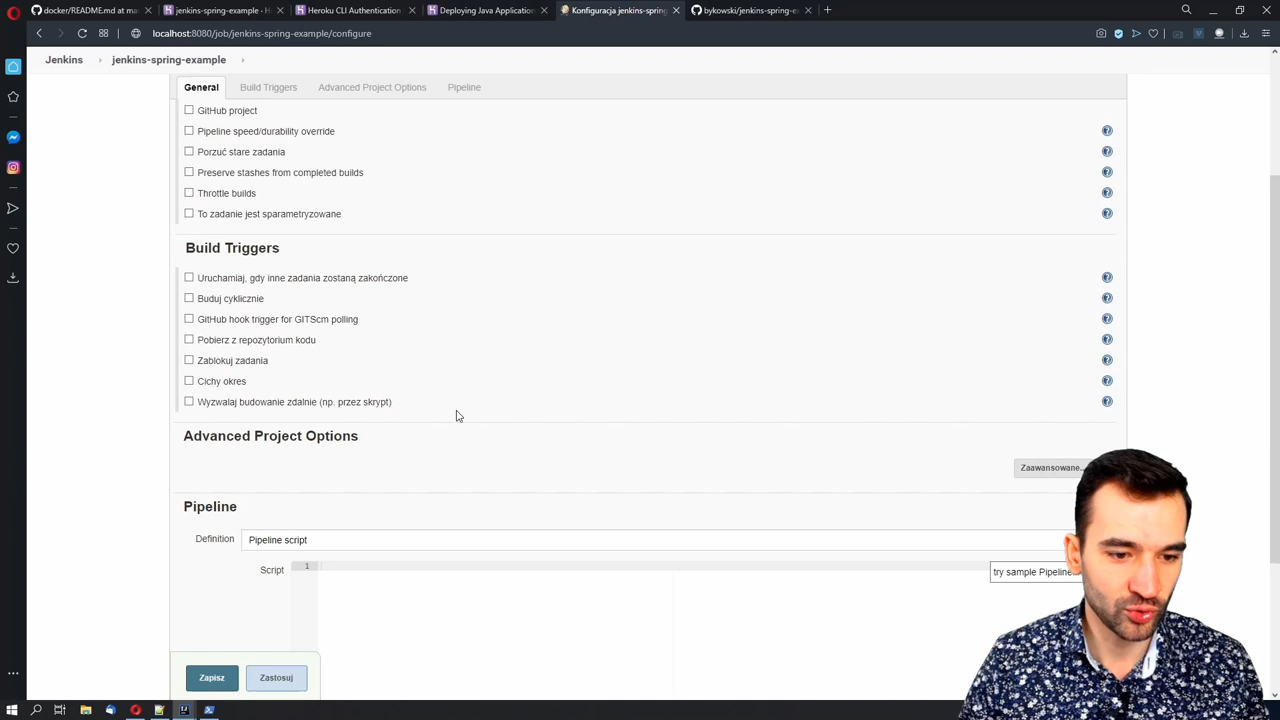 docker/README.md at mas
jenkins-spring-example · H
Heroku CLI Authentication
Deploying Java Application
Konfiguracja jenkins-spring
bykowski/jenkins-spring-ex
localhost:8080/job/jenkins-spring-example/configure
Jenkins
jenkins-spring-example
General
Build Triggers
Advanced Project Options
Pipeline
GitHub project
Pipeline speed/durability override
Porzuć stare zadania
Preserve stashes from completed builds
Throttle builds
To zadanie jest sparametryzowane
Build Triggers
Uruchamiaj, gdy inne zadania zostaną zakończone
Buduj cyklicznie
GitHub hook trigger for GITScm polling
Pobierz z repozytorium kodu
Zablokuj zadania
Cichy okres
Wyzwalaj budowanie zdalnie (np. przez skrypt)
Advanced Project Options
Zaawansowane...
Pipeline
Definition
Pipeline script
Script
1
try sample Pipeline
Zapisz
Zastosuj